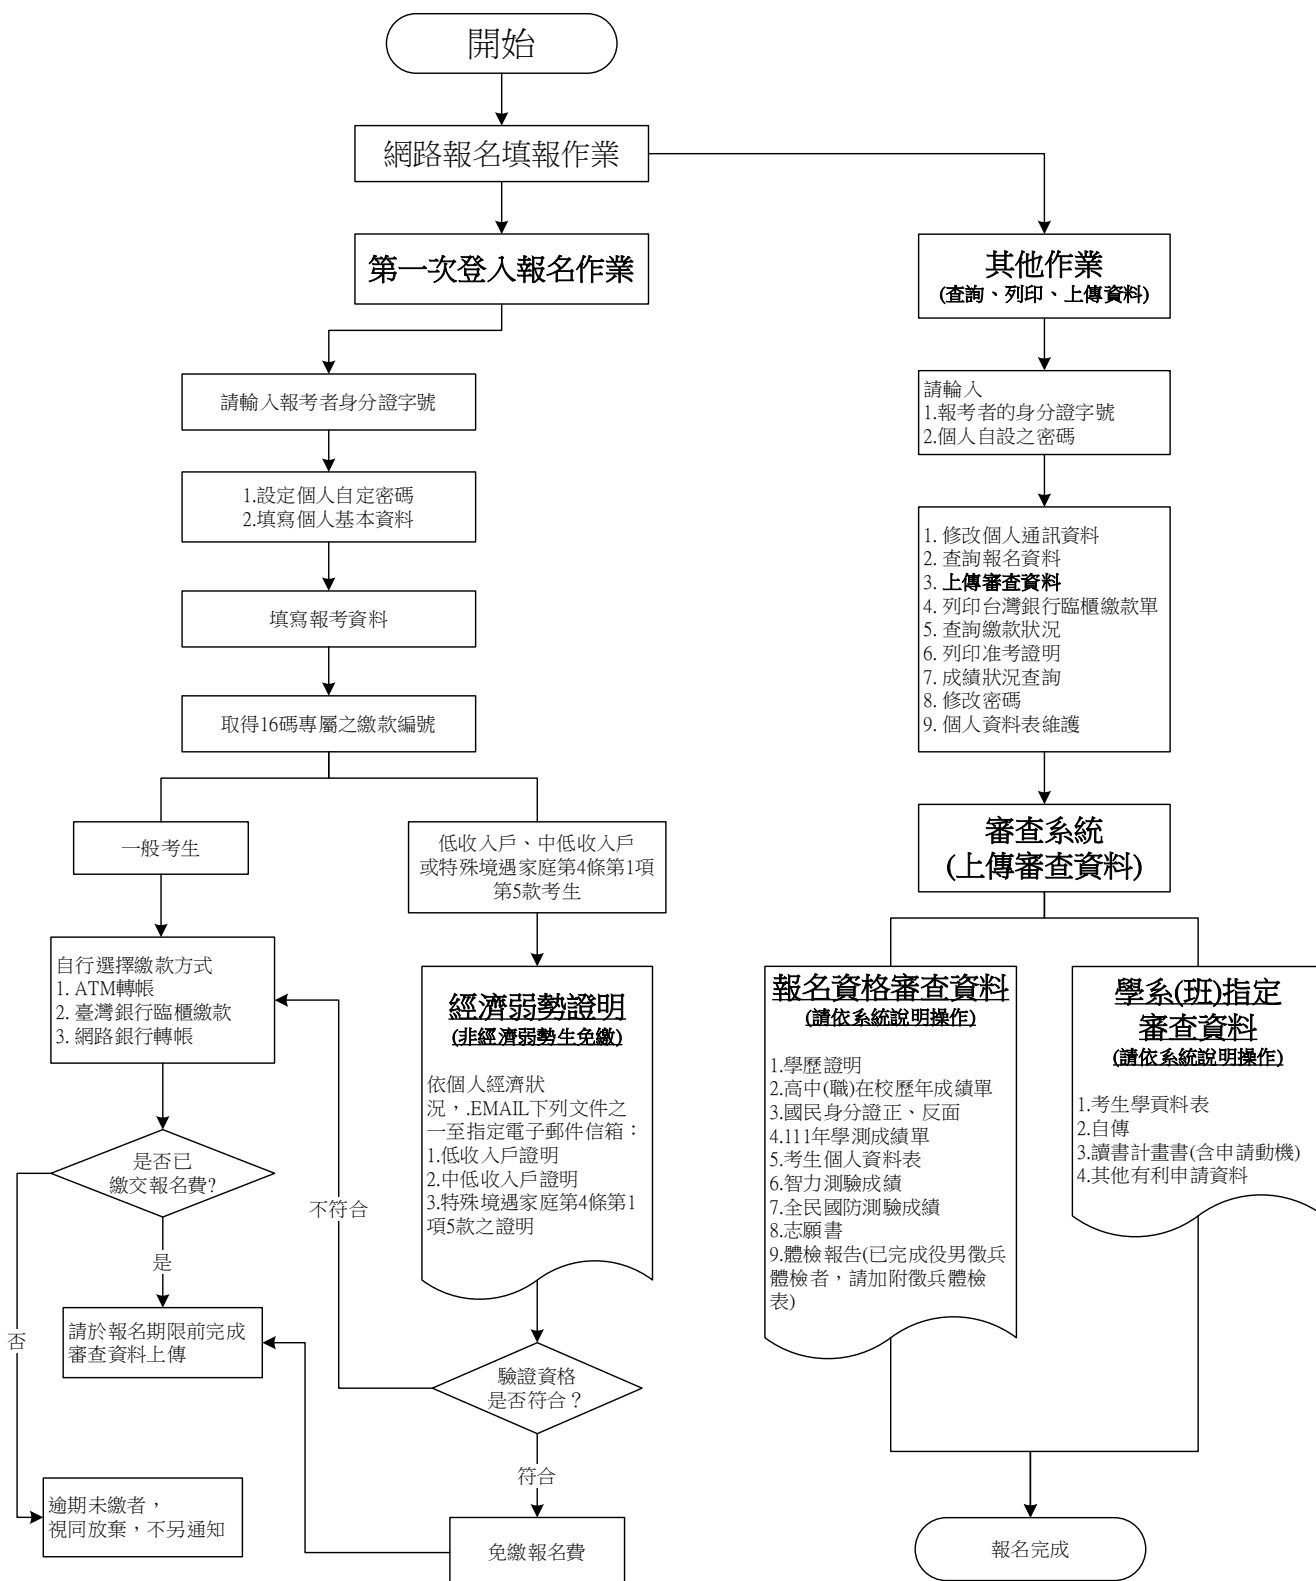 開始
網路報名填報作業
第一次登入報名作業
其他作業
(查詢、列印、上傳資料)
請輸入報考者身分證字號
請輸入
1.報考者的身分證字號
2.個人自設之密碼
1.設定個人自定密碼
2.填寫個人基本資料
填寫報考資料
取得16碼專屬之繳款編號
1. 修改個人通訊資料
2. 查詢報名資料
3. 上傳審查資料
4. 列印台灣銀行臨櫃繳款單
5. 查詢繳款狀況
6. 列印准考證明
7. 成績狀況查詢
8. 修改密碼
9. 個人資料表維護
一般考生
低收入戶、中低收入戶
或特殊境遇家庭第4條第1項
第5款考生
審查系統
(上傳審查資料)
自行選擇繳款方式
1. ATM轉帳
2. 臺灣銀行臨櫃繳款
3. 網路銀行轉帳
經濟弱勢證明
(非經濟弱勢生免繳)
依個人經濟狀
況，.EMAIL下列文件之
一至指定電子郵件信箱：
1.低收入戶證明
2.中低收入戶證明
3.特殊境遇家庭第4條第1
項5款之證明
報名資格審查資料
(請依系統說明操作)
1.學歷證明
2.高中(職)在校歷年成績單
3.國民身分證正、反面
4.111年學測成績單
5.考生個人資料表
6.智力測驗成績
7.全民國防測驗成績
8.志願書
9.體檢報告(已完成役男徵兵
體檢者，請加附徵兵體檢
表)
學系(班)指定
審查資料
(請依系統說明操作)
1.考生學貢料表
2.自傳
3.讀書計畫書(含申請動機)
4.其他有利申請資料
是否已
繳交報名費?
不符合
是
否
請於報名期限前完成
審查資料上傳
驗證資格
是否符合？
符合
逾期未繳者，
視同放棄，不另通知
免繳報名費
報名完成